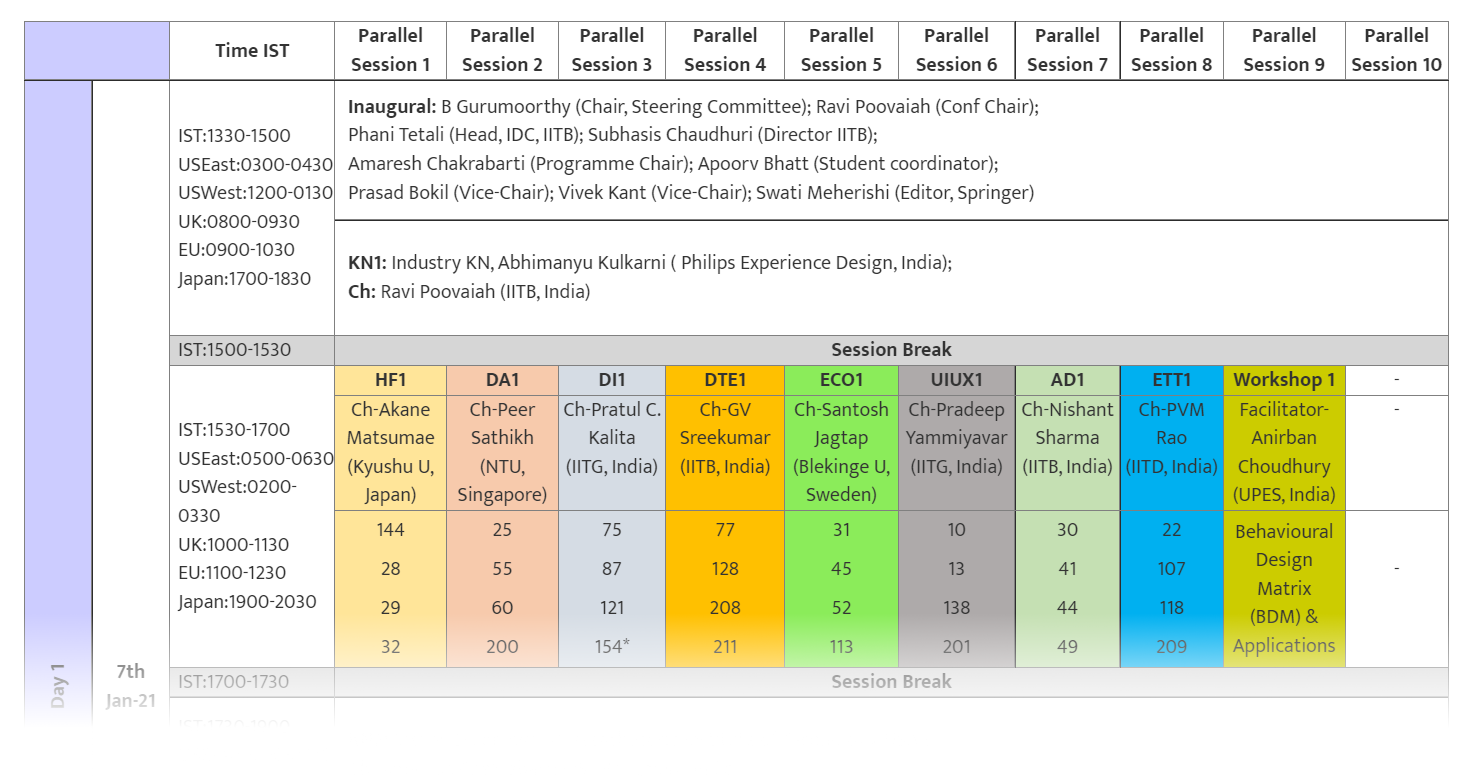 Time IST
Parallel Session 1
Parallel Session 2
Parallel Session 3
Parallel Session 4
Parallel Session 5
Parallel Session 6
Parallel Session 7
Parallel Session 8
Parallel Session 9
Parallel Session 10
Day 1
7th
Jan-21
IST:1330-1500
USEast:0300-0430
USWest:1200-0130
UK:0800-0930
EU:0900-1030
Japan:1700-1830
Inaugural: B Gurumoorthy (Chair, Steering Committee); Ravi Poovaiah (Conf Chair);
Phani Tetali (Head, IDC, IITB); Subhasis Chaudhuri (Director IITB);
Amaresh Chakrabarti (Programme Chair); Apoorv Bhatt (Student coordinator);
Prasad Bokil (Vice-Chair); Vivek Kant (Vice-Chair); Swati Meherishi (Editor, Springer)
KN1: Industry KN, Abhimanyu Kulkarni ( Philips Experience Design, India);
Ch: Ravi Poovaiah (IITB, India)
IST:1500-1530
Session Break
IST:1530-1700
USEast:0500-0630
USWest:0200-
0330
UK:1000-1130
EU:1100-1230
Japan:1900-2030
HF1
DA1
DI1
DTE1
ECO1
UIUX1
AD1
ETT1
Workshop 1
-
Ch-Akane
Matsumae
(Kyushu U,
Japan)
Ch-Peer
Sathikh
(NTU,
Singapore)
Ch-Pratul C.
Kalita
(IITG, India)
Ch-GV
Sreekumar
(IITB, India)
Ch-Santosh
Jagtap
(Blekinge U,
Sweden)
Ch-Pradeep
Yammiyavar
(IITG, India)
Ch-Nishant
Sharma
(IITB, India)
Ch-PVM
Rao
(IITD, India)
Facilitator-
Anirban
Choudhury
(UPES, India)
-
144
28
29
32
25
55
60
200
75
87
121
154*
77
128
208
211
31
45
52
113
10
13
138
201
30
41
44
49
22
107
118
209
Behavioural
Design
Matrix
(BDM) &
Applications
-
IST:1700-1730
Session Break